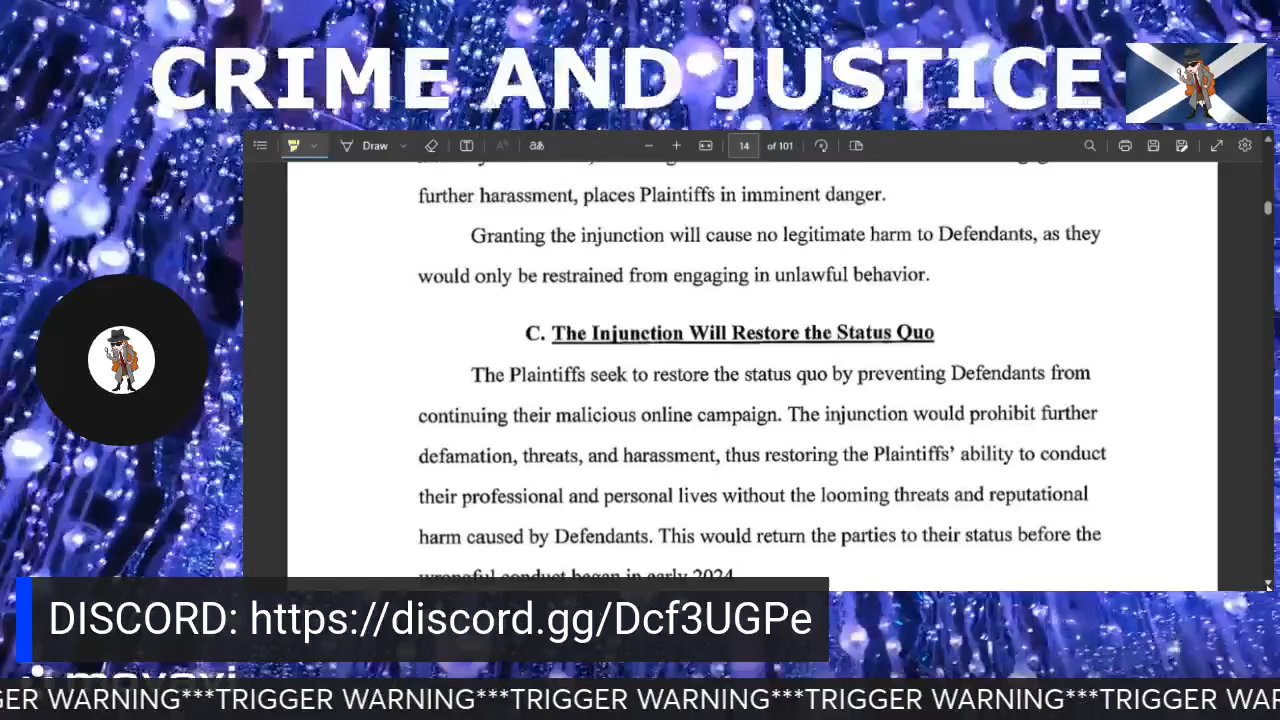 CRIME AND JUSTICE
Draw
14 of 101
further harassment, places Plaintiffs in imminent danger.
Granting the injunction will cause no legitimate harm to Defendants, as they
would only be restrained from engaging in unlawful behavior.
C. The Injunction Will Restore the Status Quo
The Plaintiffs seek to restore the status quo by preventing Defendants from
continuing their malicious online campaign. The injunction would prohibit further
defamation, threats, and harassment, thus restoring the Plaintiffs' ability to conduct
their professional and personal lives without the looming threats and reputational
harm caused by Defendants. This would return the parties to their status before the
wrongful conduct began in early 2024.
DISCORD: https://discord.gg/Dcf3UGPe
GER WARNING***TRIGGER WARNING***TRIGGER WARNING***TRIGGER WARNING***TRIGGER WAR